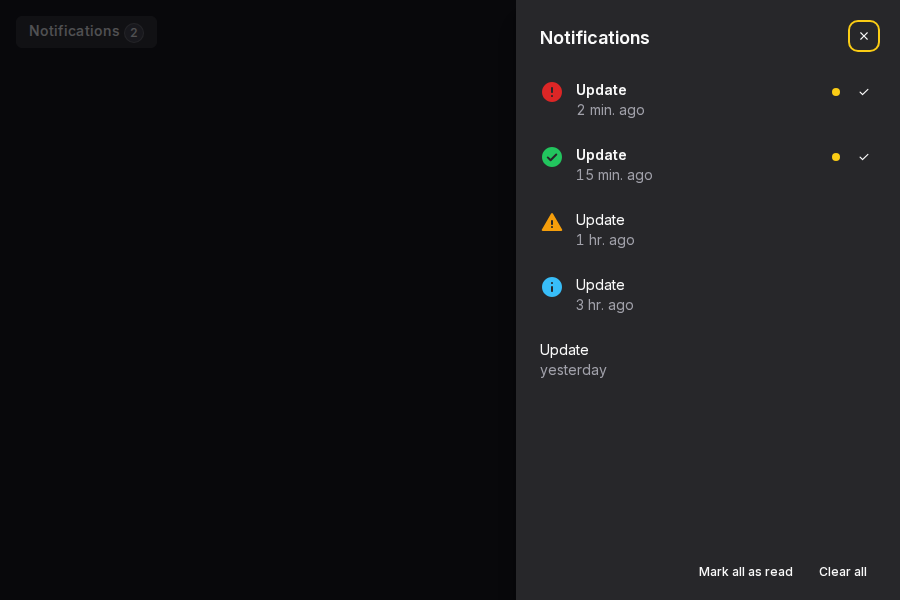 Notifications 2
Notifications
Update
2 min. ago
Update
15 min. ago
Update
1 hr. ago
Update
3 hr. ago
Update
yesterday
Mark all as read Clear all